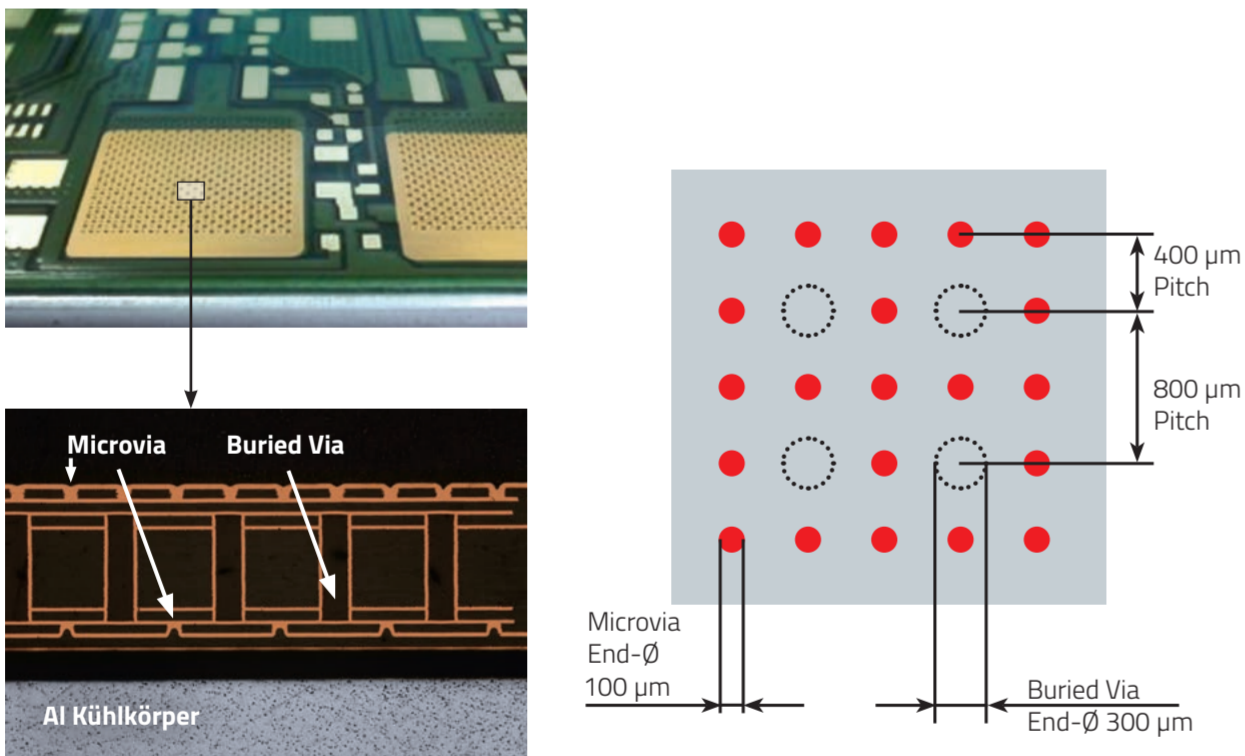 Microvia
Buried Via
Al Kühlkörper
400 µm
Pitch
800 µm
Pitch
Microvia
End-Ø
100 µm
Buried Via
End-Ø 300 µm